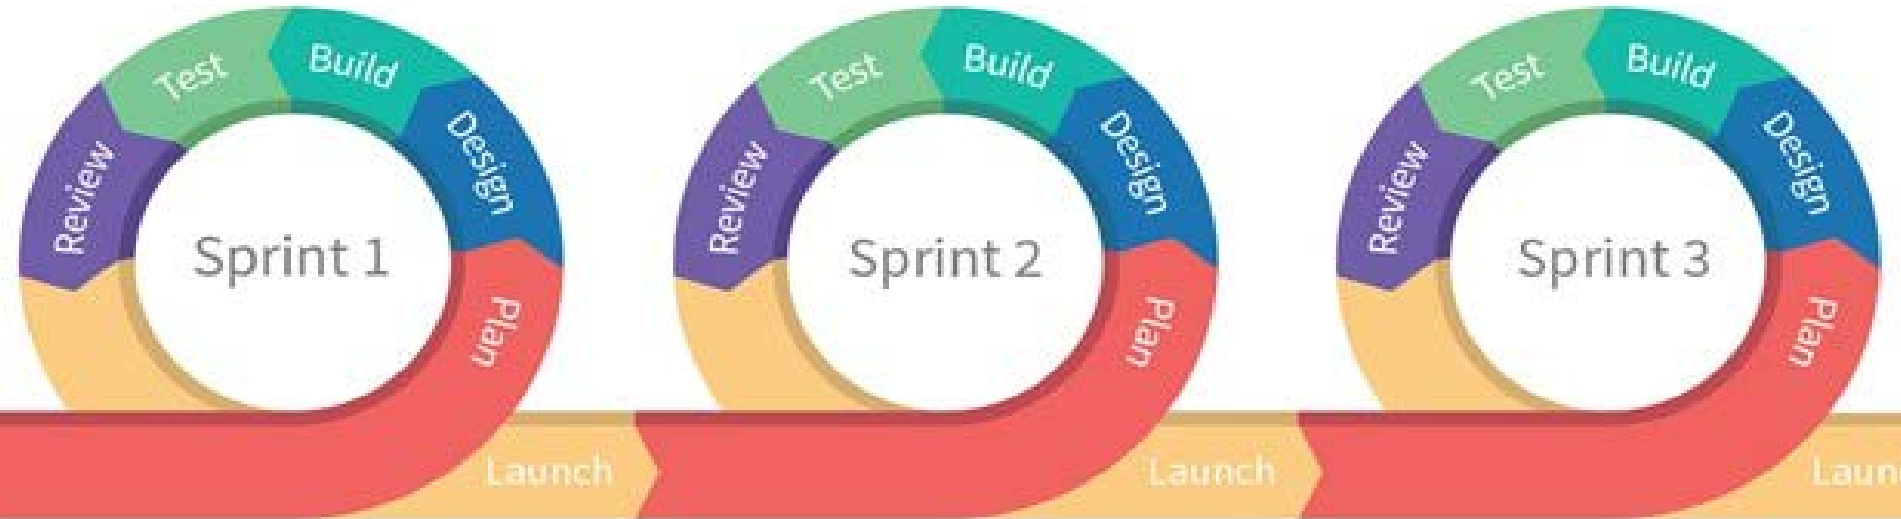 Test
Build
Design
Review
Sprint 1
Plan
Launch
Test
Build
Design
Review
Sprint 2
Plan
Launch
Test
Build
Design
Review
Sprint 3
Plan
Laun